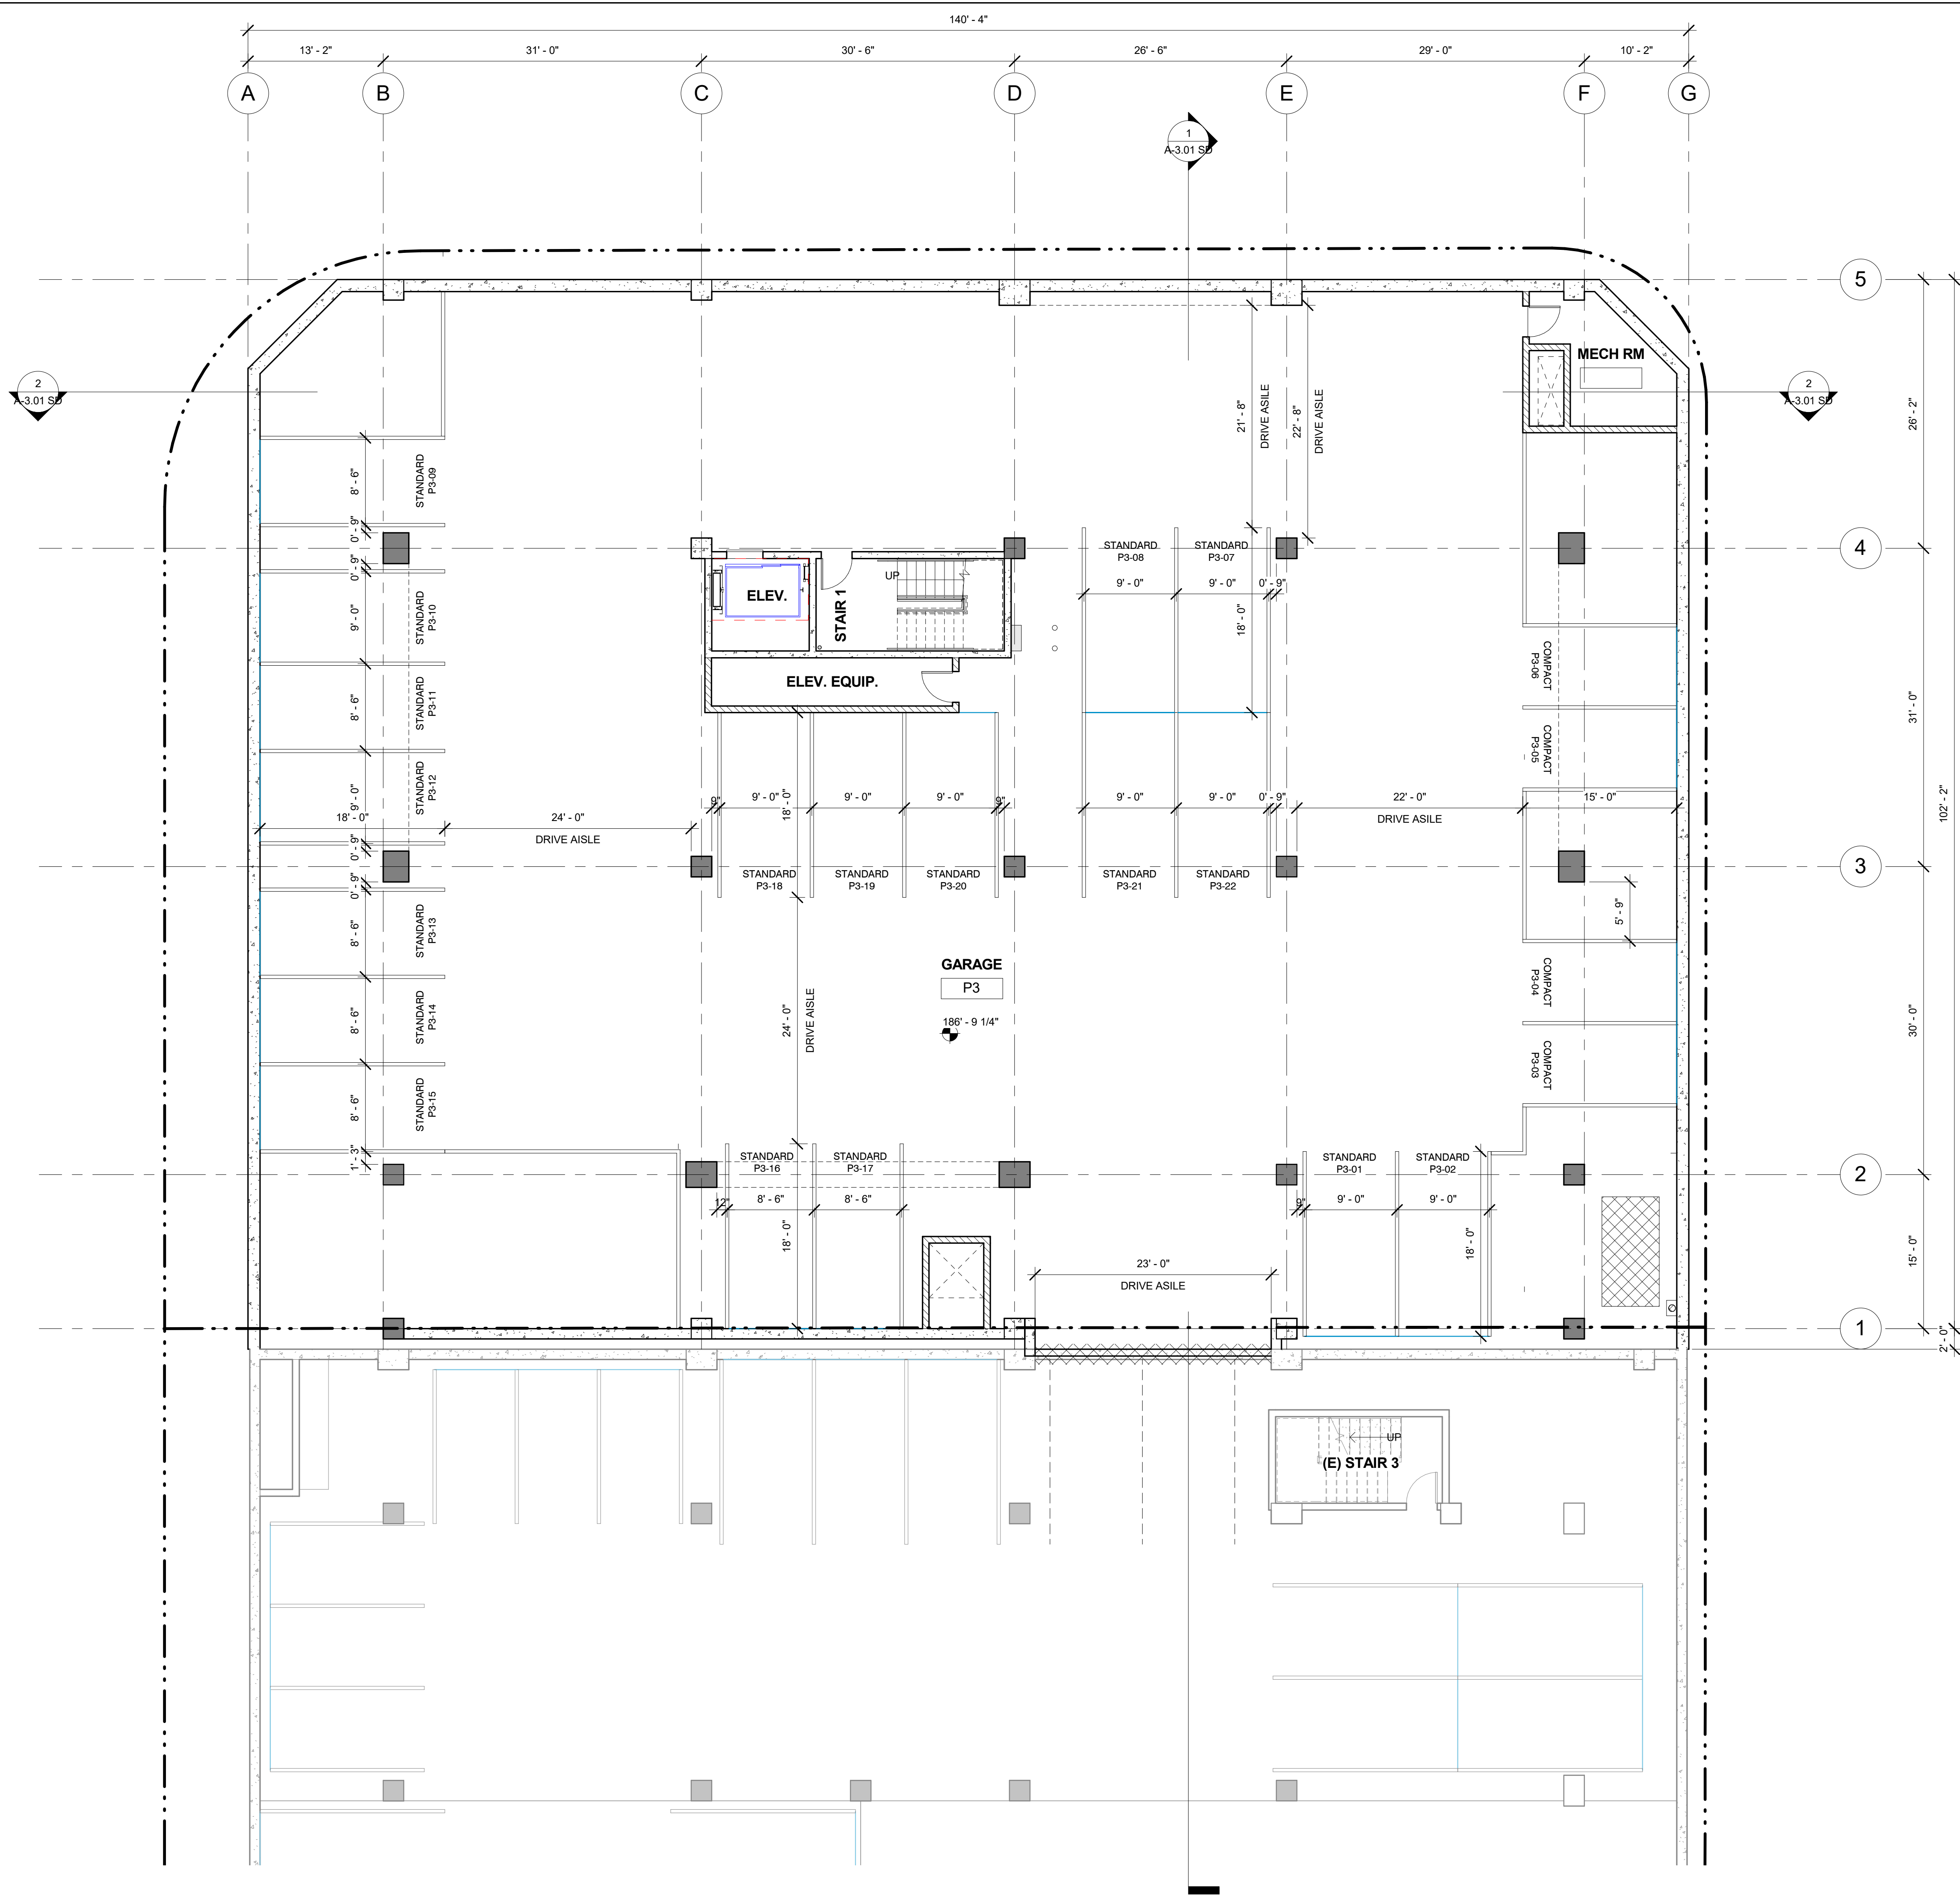 140' - 4"
13' - 2"
31' - 0"
30' - 6"
26' - 6"
29' - 0"
10' - 2"
A
B
C
D
E
F
G
1
A-3.01 SD
5
2
A-3.01 SD
2
A-3.01 SD
MECH RM
21' - 8"
DRIVE ASILE
22' - 8"
DRIVE AISLE
26' - 2"
8' - 6"
STANDARD
P3-09
0' - 9"
4
0' - 9"
9' - 0"
STANDARD
P3-10
ELEV.
STAIR 1
UP
STANDARD
P3-08
STANDARD
P3-07
9' - 0"
9' - 0"
0' - 9"
18' - 0"
COMPACT
P3-06
ELEV. EQUIP.
8' - 6"
STANDARD
P3-11
31' - 0"
COMPACT
P3-05
9' - 0"
STANDARD
P3-12
18' - 0"
24' - 0"
DRIVE AISLE
9"
9' - 0"
18' - 0"
9' - 0"
9' - 0"
9"
9' - 0"
9' - 0"
0' - 9"
22' - 0"
DRIVE ASILE
15' - 0"
102' - 2"
0' - 9"
3
0' - 9"
STANDARD
P3-18
STANDARD
P3-19
STANDARD
P3-20
STANDARD
P3-21
STANDARD
P3-22
5' - 9"
8' - 6"
STANDARD
P3-13
GARAGE
P3
186' - 9 1/4"
24' - 0"
DRIVE AISLE
COMPACT
P3-04
30' - 0"
8' - 6"
STANDARD
P3-14
COMPACT
P3-03
8' - 6"
STANDARD
P3-15
1' - 3"
STANDARD
P3-16
STANDARD
P3-17
STANDARD
P3-01
STANDARD
P3-02
2
12"
8' - 6"
8' - 6"
18' - 0"
9"
9' - 0"
9' - 0"
18' - 0"
15' - 0"
23' - 0"
DRIVE ASILE
1
2' - 0"
UP
(E) STAIR 3